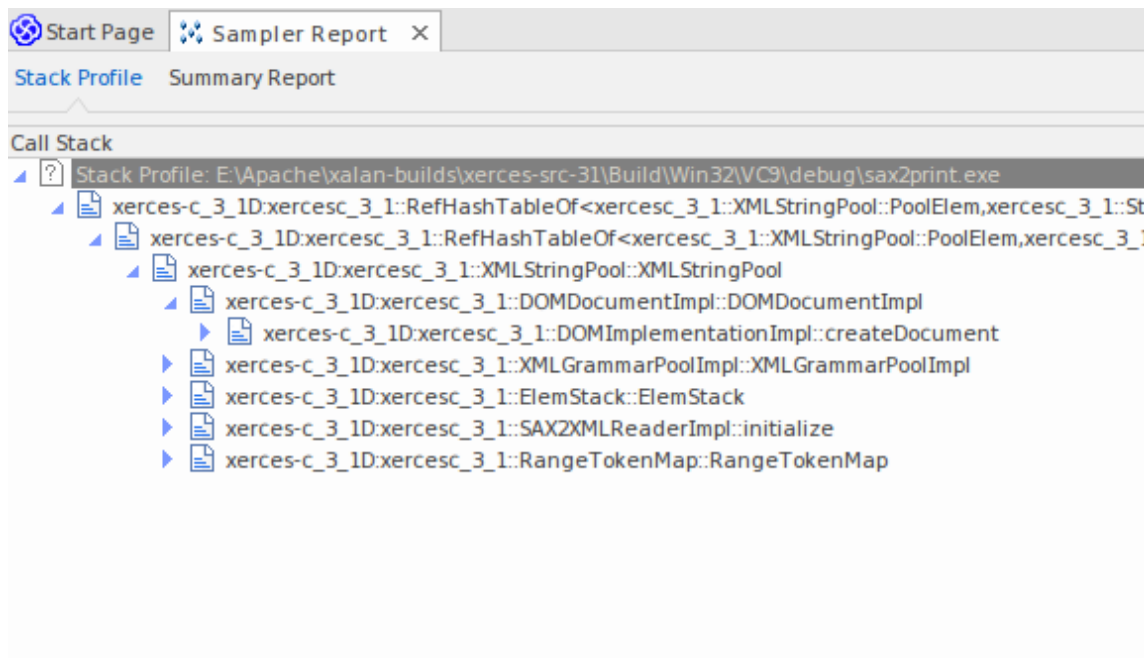 Start Page Sampler Report ×
Stack Profile Summary Report
Call Stack
? Stack Profile: E:\Apache\xalan-builds\xerces-src-31\Build\Win32\VC9\debug\sax2print.exe
xerces-c_3_1D:xercesc_3_1::RefHashTableOf<xercesc_3_1::XMLStringPool::PoolElem,xercesc_3_1::St
xerces-c_3_1D:xercesc_3_1::RefHashTableOf<xercesc_3_1::XMLStringPool::PoolElem,xercesc_3_1
xerces-c_3_1D:xercesc_3_1::XMLStringPool::XMLStringPool
xerces-c_3_1D:xercesc_3_1::DOMDocumentImpl::DOMDocumentImpl
xerces-c_3_1D:xercesc_3_1::DOMImplementationImpl::createDocument
xerces-c_3_1D:xercesc_3_1::XMLGrammarPoolImpl::XMLGrammarPoolImpl
xerces-c_3_1D:xercesc_3_1::ElemStack::ElemStack
xerces-c_3_1D:xercesc_3_1::SAX2XMLReaderImpl::initialize
xerces-c_3_1D:xercesc_3_1::RangeTokenMap::RangeTokenMap